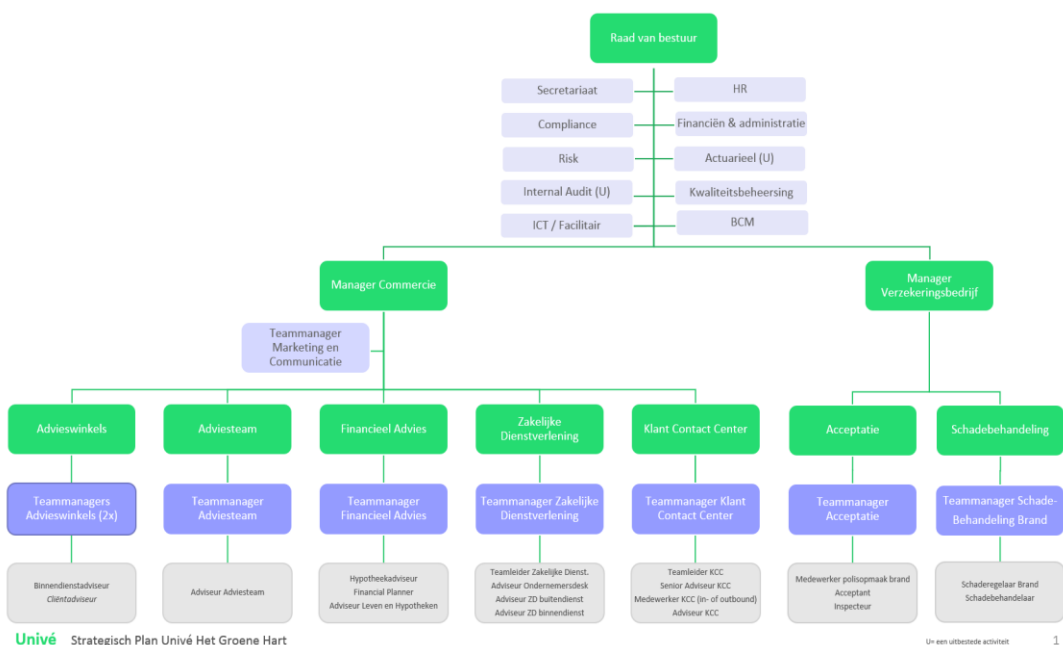 Raad van bestuur
Secretariaat
HR
Compliance
Financiën & administratie
Risk
Actuarieel (U)
Internal Audit (U)
Kwaliteitsbeheersing
ICT / Facilitair
BCM
Manager Commercie
Manager
Verzekeringsbedrijf
Teammanager
Marketing en
Communicatie
Advieswinkels
Adviesteam
Financieel Advies
Zakelijke
Dienstverlening
Klant Contact Center
Acceptatie
Schadebehandeling
Teammanagers
Advieswinkels (2x)
Teammanager
Adviesteam
Teammanager
Financieel Advies
Teammanager Zakelijke
Dienstverlening
Teammanager Klant
Contact Center
Teammanager
Acceptatie
Teammanager Schade-
Behandeling Brand
Binnendienstadviseur
Cliëntadviseur
Adviseur Adviesteam
Hypotheekadviseur
Financial Planner
Adviseur Leven en Hypotheken
Teamleider Zakelijke Dienst.
Adviseur Ondernemersdesk
Adviseur ZD buitendienst
Adviseur ZD binnendienst
Teamleider KCC
Senior Adviseur KCC
Medewerker KCC (in- of outbound)
Adviseur KCC
Medewerker polisopmaak brand
Acceptant
Inspecteur
Schaderegelaar Brand
Schadebehandelaar
Univé Strategisch Plan Univé Het Groene Hart
U= een uitbestede activiteit
1